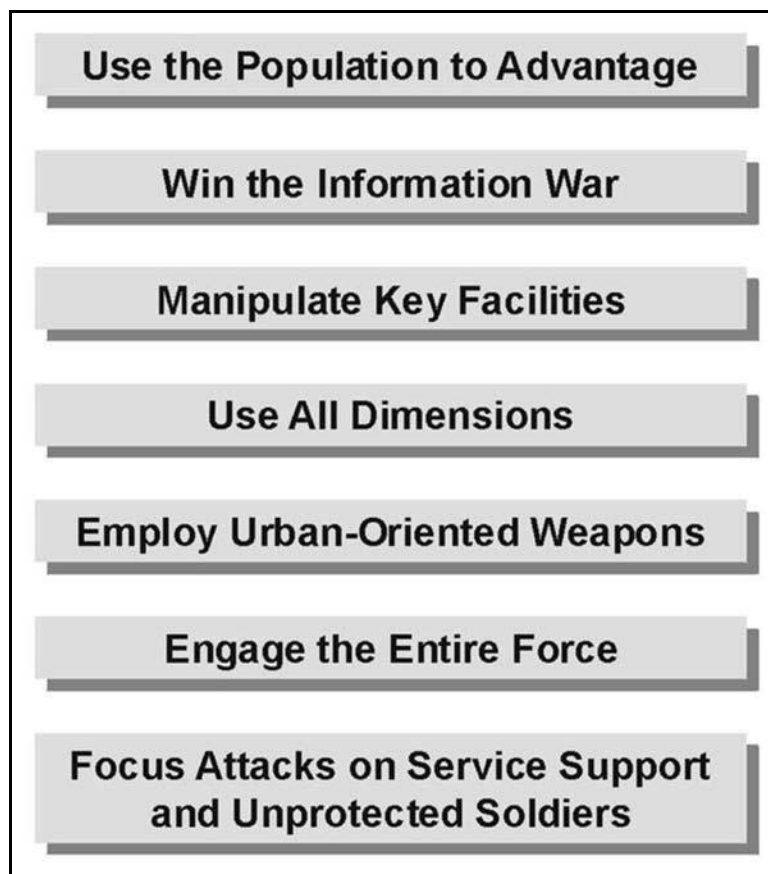 Use the Population to Advantage
Win the Information War
Manipulate Key Facilities
Use All Dimensions
Employ Urban-Oriented Weapons
Engage the Entire Force
Focus Attacks on Service Support
and Unprotected Soldiers